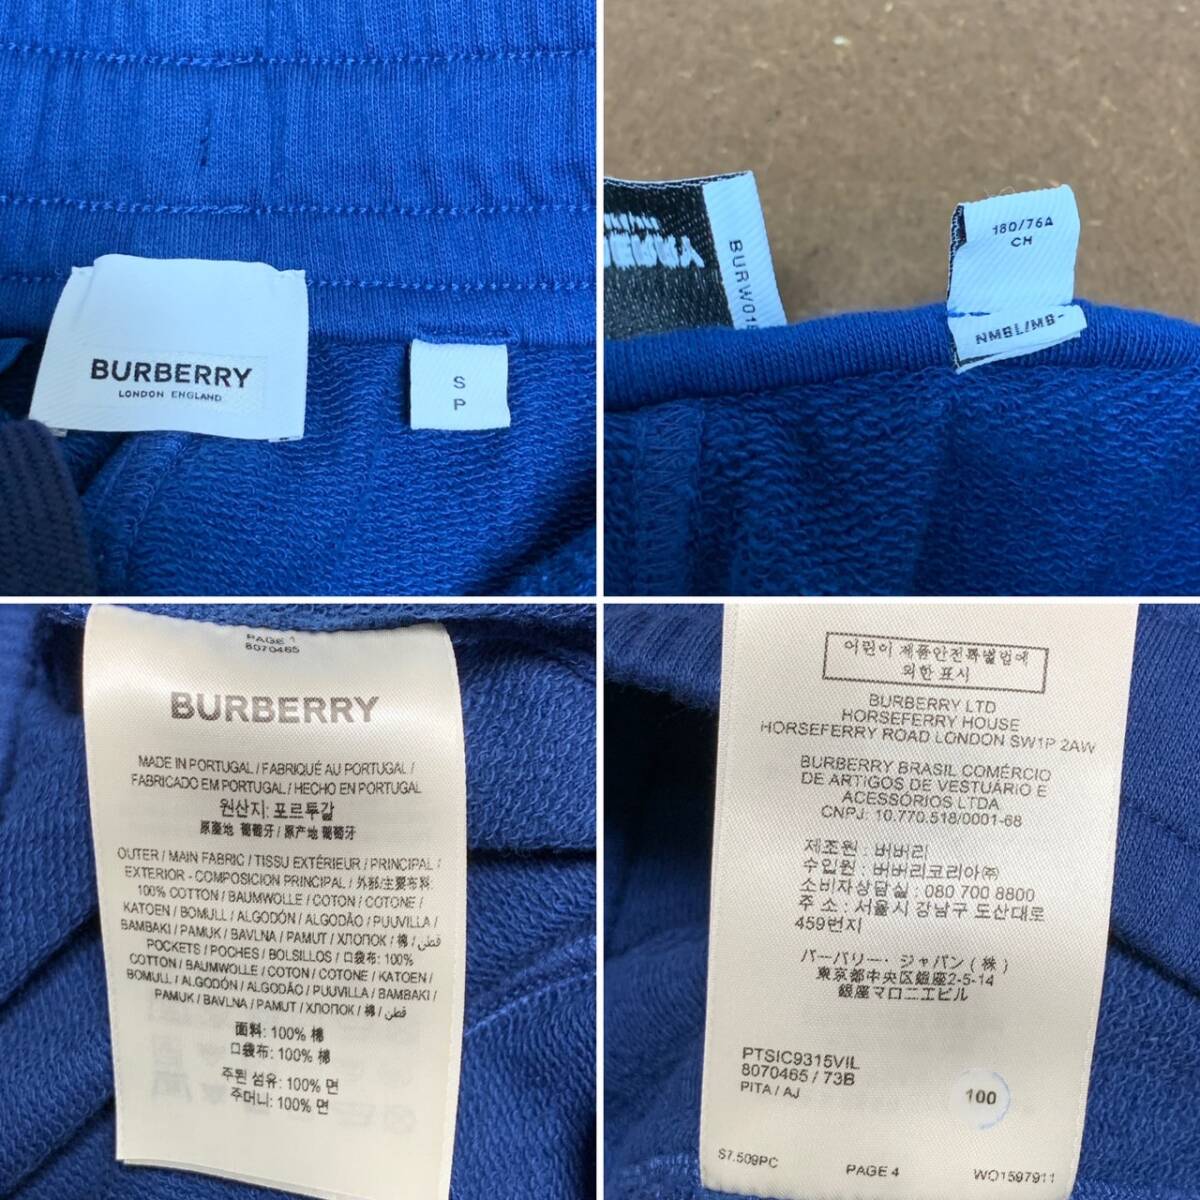 BURBERRY
LONDON ENGLAND
S
P
BURW015
180/76A
CH
NMBL/MB-
PAGE 1
8070465
BURBERRY
MADE IN PORTUGAL / FABRIQUÉ AU PORTUGAL /
FABRICADO EM PORTUGAL / HECHO EN PORTUGAL
원산지: 포르투갈
原產地 葡萄牙 / 原产地 葡萄牙
OUTER / MAIN FABRIC / TISSU EXTÉRIEUR / PRINCIPAL /
EXTERIOR - COMPOSICION PRINCIPAL / 外部/主要布料:
100% COTTON / BAUMWOLLE / COTON / COTONE /
KATOEN / BOMULL / ALGODÓN / ALGODÃO / PUUVILLA /
BAMBAKI / PAMUK / BAVLNA / PAMUT / ХЛОПОК / 棉 / قطن
POCKETS / POCHES / BOLSILLOS / 口袋布: 100%
COTTON / BAUMWOLLE / COTON / COTONE / KATOEN /
BOMULL / ALGODÓN / ALGODÃO / PUUVILLA / BAMBAKI /
PAMUK / BAVLNA / PAMUT / ХЛОПОК / 棉 / قطن
面料: 100% 棉
口袋布: 100% 棉
주된 섬유: 100% 면
주머니: 100% 면
어린이 제품안전특별법에
의한 표시
BURBERRY LTD
HORSEFERRY HOUSE
HORSEFERRY ROAD LONDON SW1P 2AW
BURBERRY BRASIL COMÉRCIO
DE ARTIGOS DE VESTUÁRIO E
ACESSÓRIOS LTDA
CNPJ: 10.770.518/0001-68
제조원 : 버버리
수입원 : 버버리코리아㈜
소비자상담실 : 080 700 8800
주 소 : 서울시 강남구 도산대로
459번지
バーバリー・ジャパン ( 株 )
東京都中央区銀座2-5-14
銀座マロニエビル
PTSIC9315VIL
8070465 / 73B
PITA / AJ
100
S7.509PC
PAGE 4
WO1597911